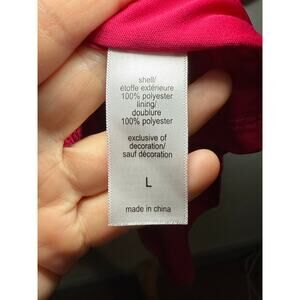 shell/
étoffe extérieure
100% polyester
lining/
doublure
100% polyester
exclusive of
decoration/
sauf décoration
L
made in china